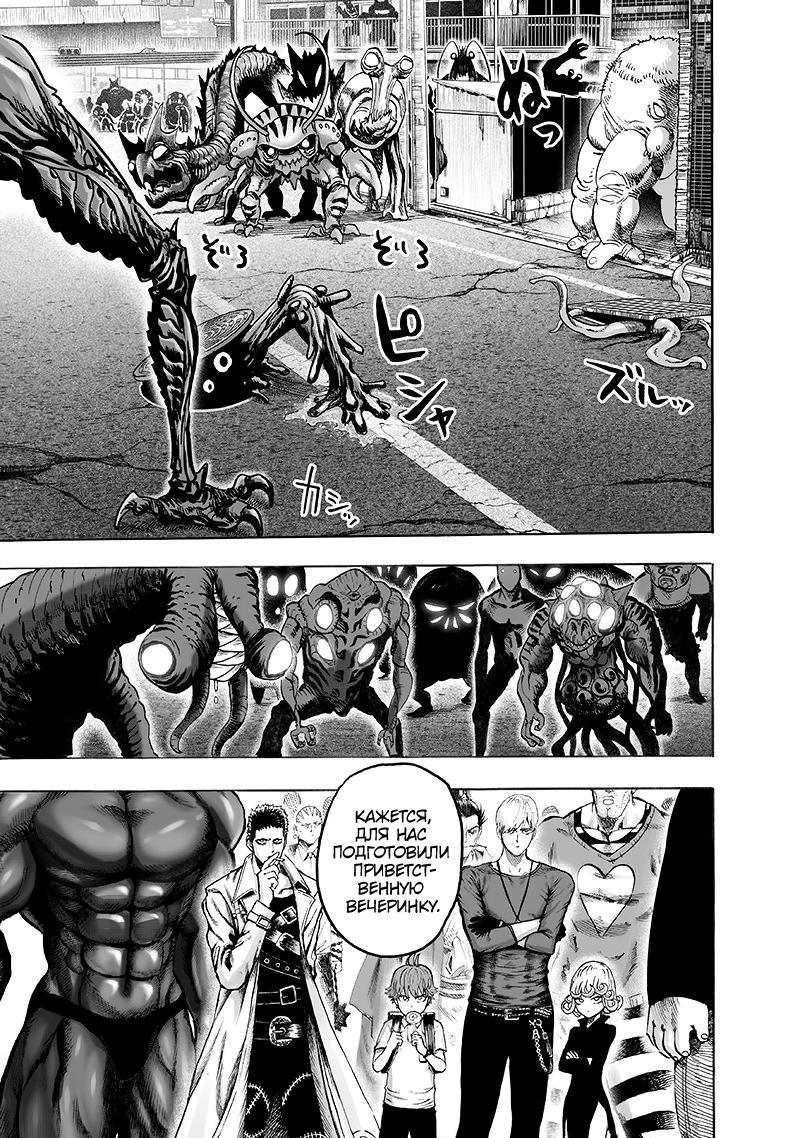 ぬっ
ぞろ
ぞろ
ピシャ
ズルッ
カシッ
КАЖЕТСЯ,
ДЛЯ НАС
ПОДГОТОВИЛИ
ПРИВЕТСТ-
ВЕННУЮ
ВЕЧЕРИНКУ.